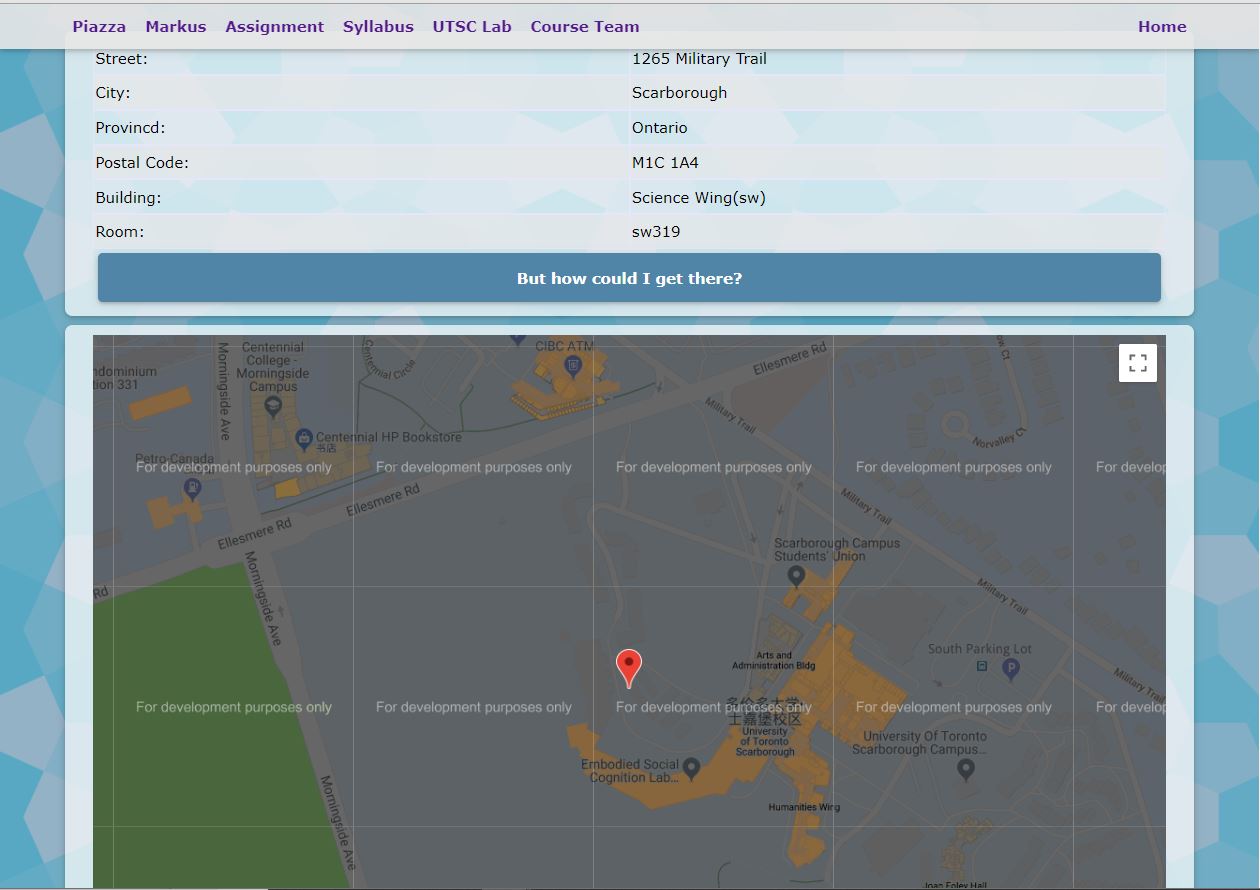 Piazza Markus Assignment Syllabus UTSC Lab Course Team Home
Street: 1265 Military Trail
City: Scarborough
Provincd: Ontario
Postal Code: M1C 1A4
Building: Science Wing(sw)
Room: sw319
But how could I get there?
Centennial
College -
Morningside
Campus
Morningside Ave
Centennial Circle
CIBC ATM
Ellesmere Rd
ndominium
tion 331
Military Trail
Norvalley Ct
Centennial HP Bookstore
书店
Petro-Canada
For development purposes only
For development purposes only
For development purposes only
For development purposes only
For develop
Ellesmere Rd
Military Trail
Ellesmere Rd
Scarborough Campus
Students' Union
Morningside Ave
Rd
Military Trail
South Parking Lot
P
Arts and
Administration Bldg
Military Trail
For development purposes only
For development purposes only
For development purposes only
For development purposes only
For develop
多伦多大学
士嘉堡校区
University
of Toronto
Scarborough
University Of Toronto
Scarborough Campus...
Embodied Social
Cognition Lab...
Humanities Wing
Morningside Ave
Joan Foley Hall